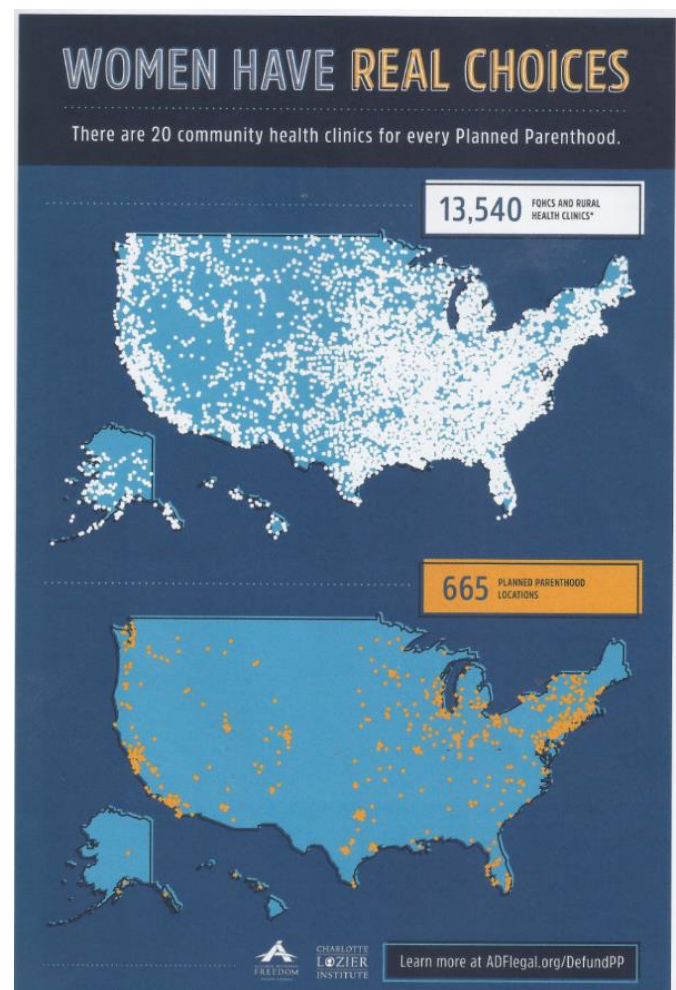 WOMEN HAVE REAL CHOICES
There are 20 community health clinics for every Planned Parenthood.
13,540 FQHCS AND RURAL
HEALTH CLINICS*
665 PLANNED PARENTHOOD
LOCATIONS
FREEDOM
CHARLOTTE
LOZIER
INSTITUTE
Learn more at ADFlegal.org/DefundPP